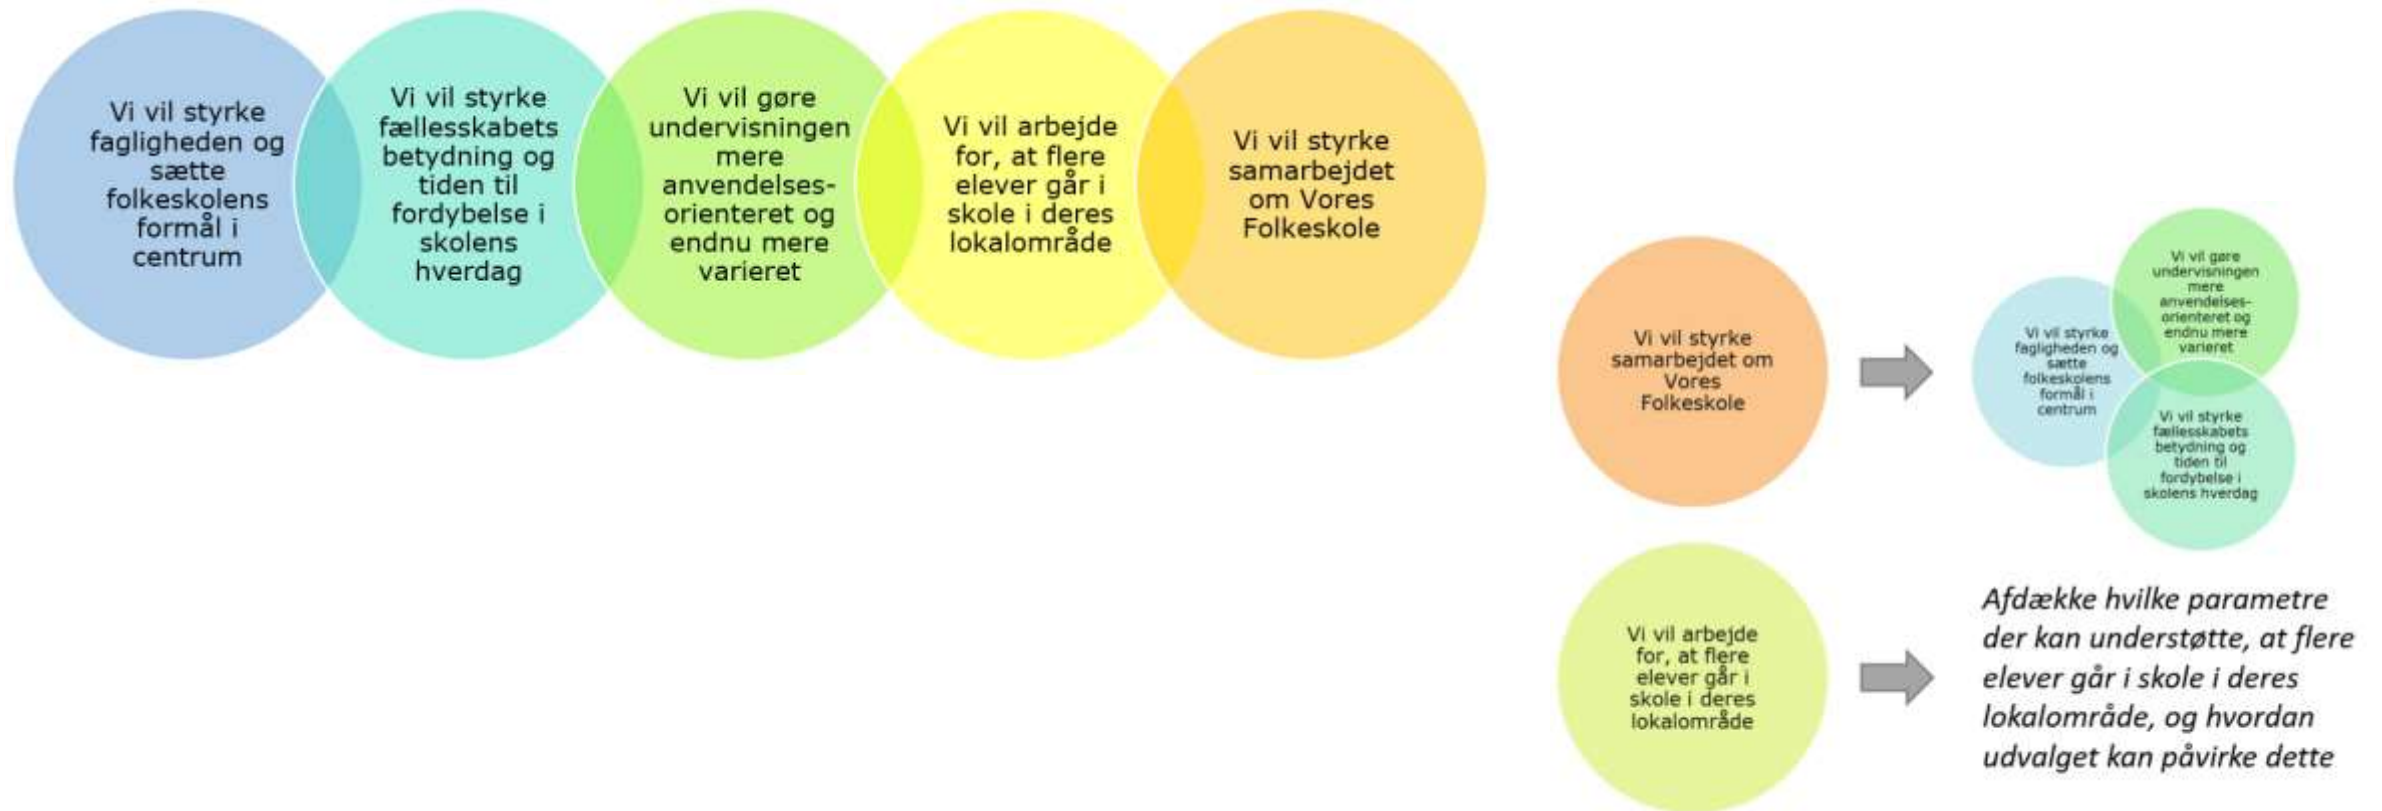 Vi vil styrke
fagligheden og
sætte
folkeskolens
formål i
centrum
Vi vil styrke
fællesskabets
betydning og
tiden til
fordybelse i
skolens
hverdag
Vi vil gøre
undervisningen
mere
anvendelses-
orienteret og
endnu mere
varieret
Vi vil arbejde
for, at flere
elever går i
skole i deres
lokalområde
Vi vil styrke
samarbejdet
om Vores
Folkeskole
Vi vil styrke
samarbejdet om
Vores
Folkeskole
Vi vil styrke
fagligheden og
sætte
folkeskolens
formål i
centrum
Vi vil gøre
undervisningen
mere
anvendelses-
orienteret og
endnu mere
varieret
Vi vil styrke
fællesskabets
betydning og
tiden til
fordybelse i
skolens hverdag
Vi vil arbejde
for, at flere
elever går i
skole i deres
lokalområde
Afdække hvilke parametre
der kan understøtte, at flere
elever går i skole i deres
lokalområde, og hvordan
udvalget kan påvirke dette